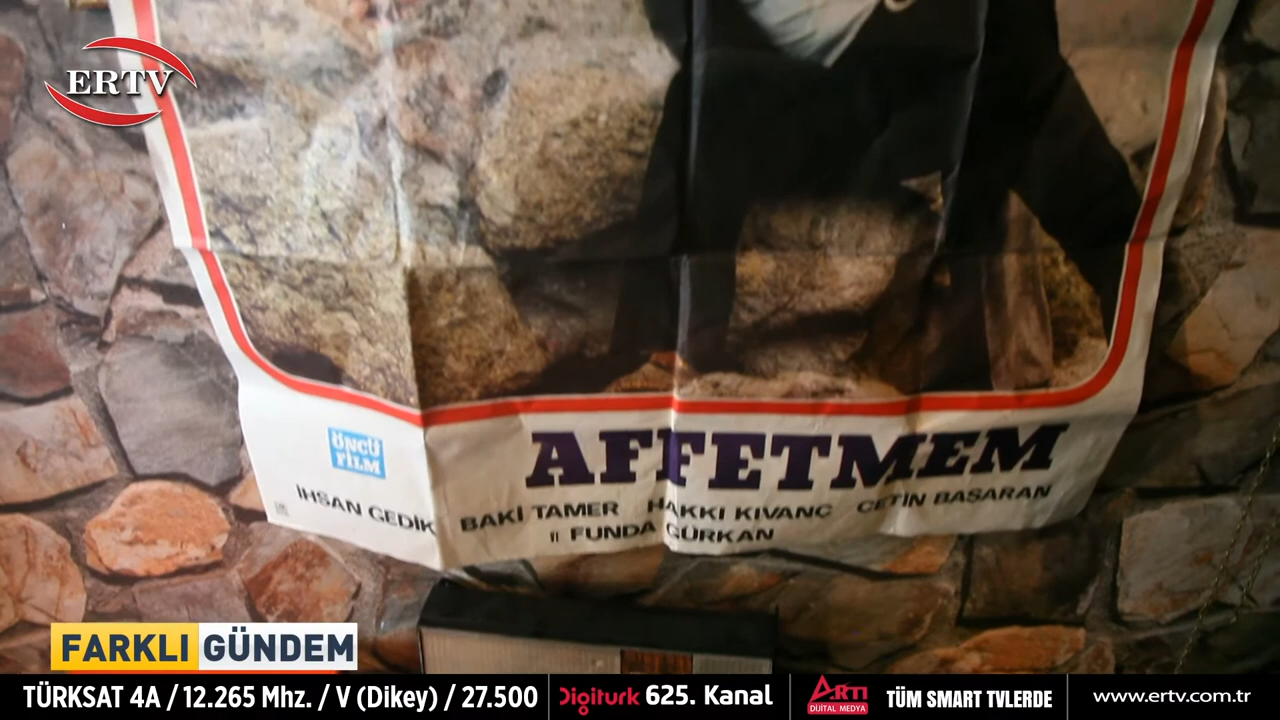 ERTV
ÖNCÜ
FİLM
AFFETMEM
İHSAN GEDİK BAKİ TAMER HAKKI KIVANÇ ÇETİN BAŞARAN
FUNDA GÜRKAN
FARKLI GÜNDEM
TÜRKSAT 4A / 12.265 Mhz. / V (Dikey) / 27.500
Digiturk 625. Kanal
ARTI
DİJİTAL MEDYA
TÜM SMART TVLERDE
www.ertv.com.tr